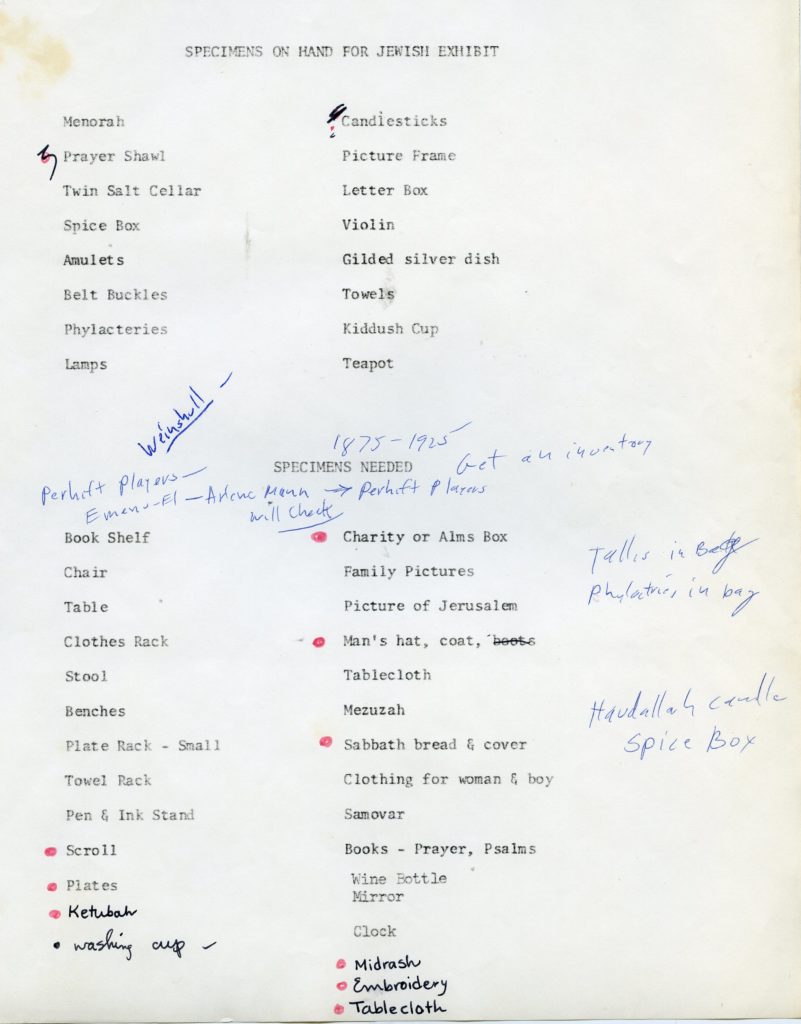 SPECIMENS ON HAND FOR JEWISH EXHIBIT
Menorah
Prayer Shawl
Twin Salt Cellar
Spice Box
Amulets
Belt Buckles
Phylacteries
Lamps
Candlesticks
Picture Frame
Letter Box
Violin
Gilded silver dish
Towels
Kiddush Cup
Teapot
Weinshull –
1875-1925
SPECIMENS NEEDED
Get an inventory
Perhift Players –
Emanu-El – Arlene Mann → Perhift Players
will check
Book Shelf
Chair
Table
Clothes Rack
Stool
Benches
Plate Rack - Small
Towel Rack
Pen & Ink Stand
Scroll
Plates
Ketubah
• washing cup –
Charity or Alms Box
Family Pictures
Picture of Jerusalem
Man's hat, coat, boots
Tablecloth
Mezuzah
Sabbath bread & cover
Clothing for woman & boy
Samovar
Books - Prayer, Psalms
Wine Bottle
Mirror
Clock
Midrash
Embroidery
Tablecloth
Tallis in Bag
Phylatries in bag
Havdallah candle
Spice Box